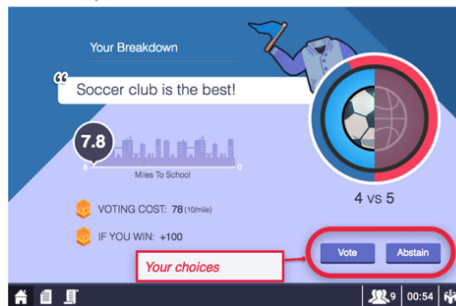 Your Breakdown
“ Soccer club is the best!
7.8
8 0
Miles To School
4 vs 5
VOTING COST: 78 (10/mile)
IF YOU WIN: +100
Your choices
Vote Abstain
9 00:54